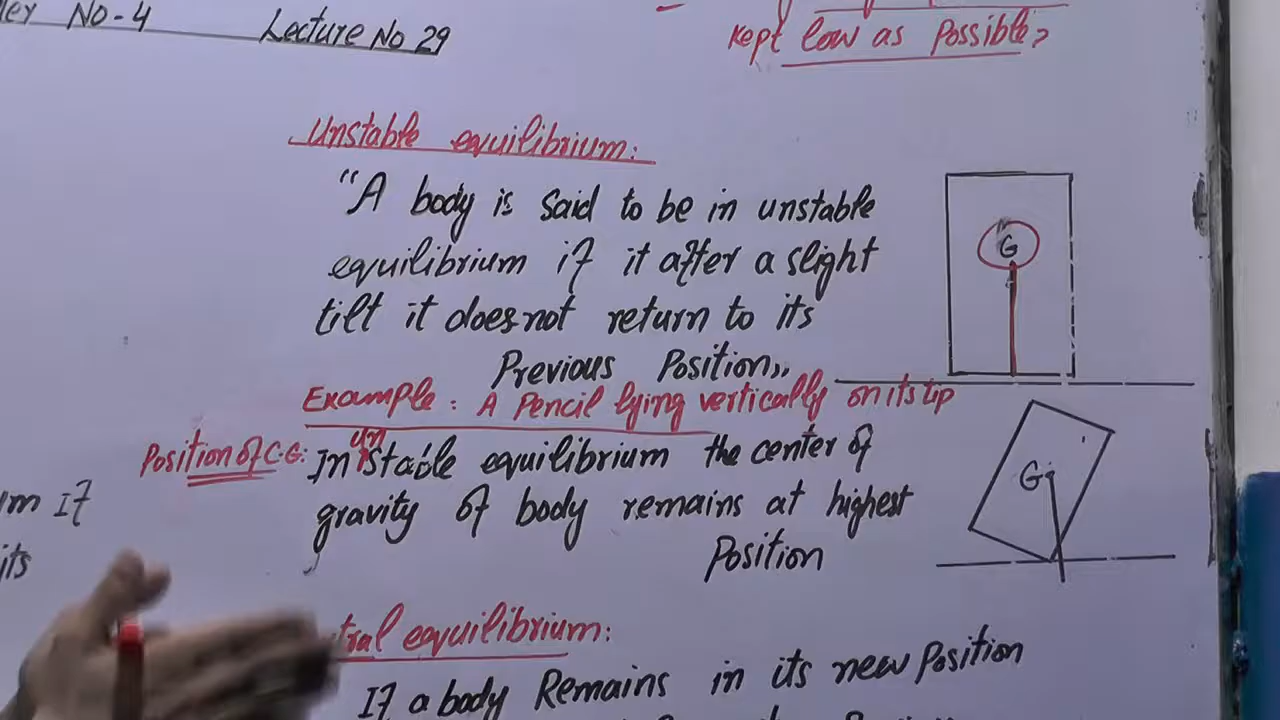 No-4
Lecture No 29
Kept low as Possible?
Unstable equilibrium:
"A body is said to be in unstable
equilibrium if it after a slight
tilt it does not return to its
Previous Position,,
Example: A Pencil lying vertically on its tip
Position of C.G: In unstable equilibrium the center of
gravity of body remains at highest
Position
G
G
um If
its
tral equilibrium:
If a body Remains in its new Position